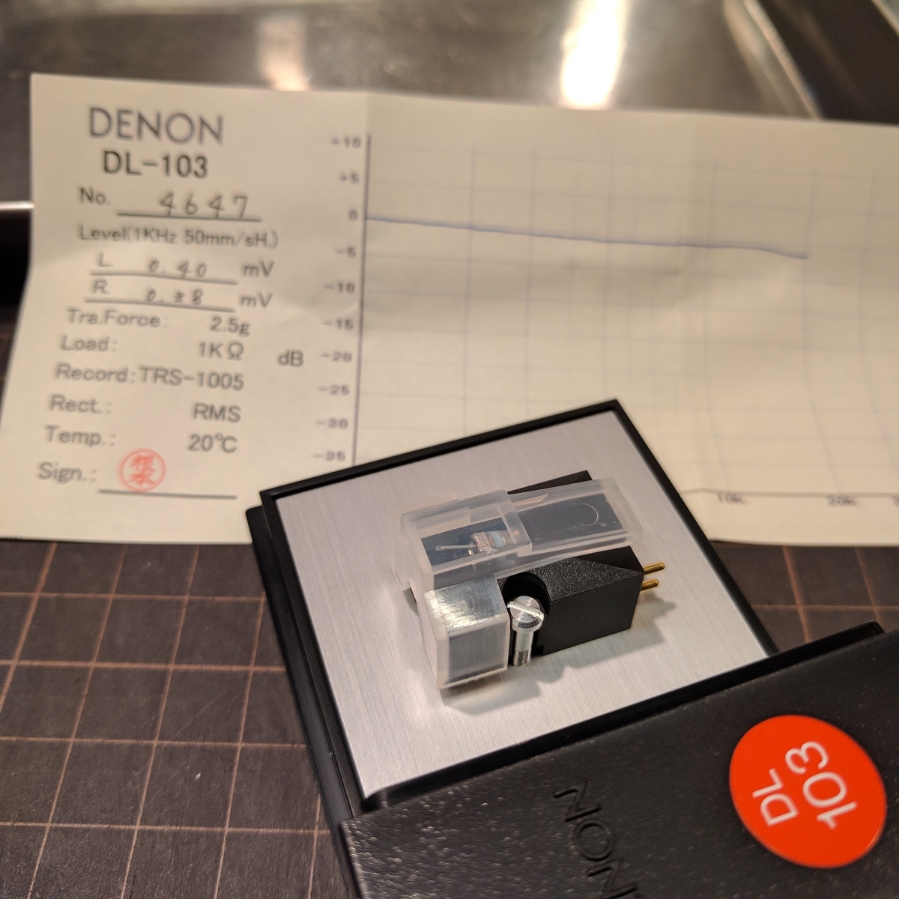 DENON
DL-103
No. 4647
Level(1KHz 50mm/sH.)
L 0.40 mV
R 0.38 mV
Tra.Force: 2.5g
Load: 1KΩ
Record: TRS-1005
Rect.: RMS
Temp.: 20℃
Sign.:
dB
+10
+5
0
-5
-10
-15
-20
-25
-30
-35
10k
20k
DL
103
DENON